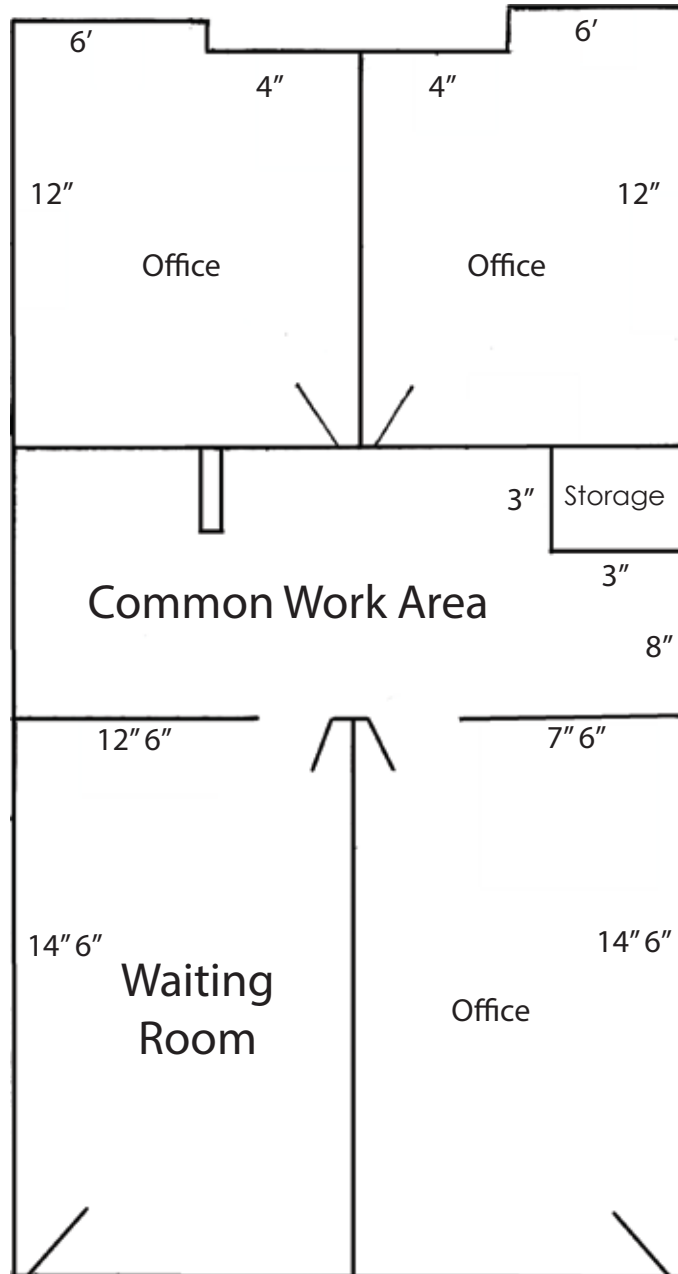 6’
6’
4”
4”
12”
12”
Office
Office
3”
Storage
3”
Common Work Area
8”
12” 6”
7” 6”
14” 6”
14” 6”
Waiting
Room
Office